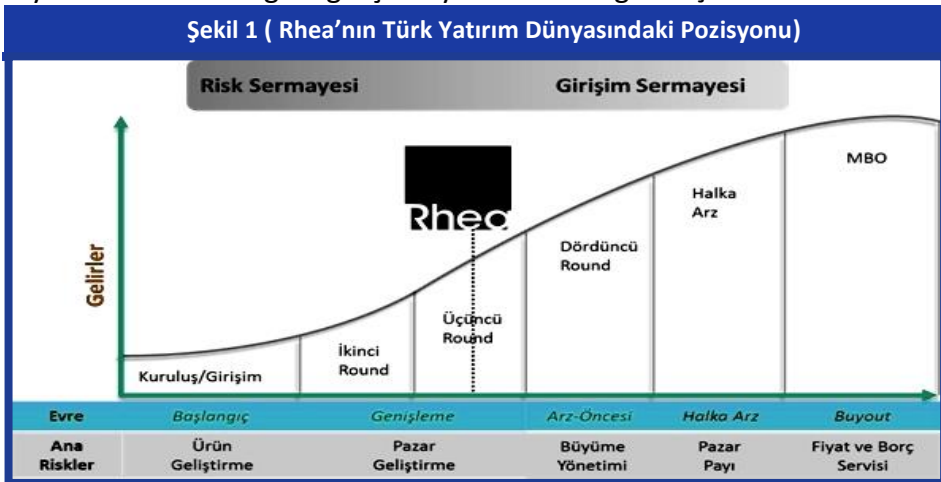 Şekil 1 ( Rhea’nın Türk Yatırım Dünyasındaki Pozisyonu)
Risk Sermayesi Girişim Sermayesi
Rhea
Gelirler
Kuruluş/Girişim
İkinci
Round
Üçüncü
Round
Dördüncü
Round
Halka
Arz
MBO
Evre Başlangıç Genişleme Arz-Öncesi Halka Arz Buyout
Ana
Riskler
Ürün
Geliştirme
Pazar
Geliştirme
Büyüme
Yönetimi
Pazar
Payı
Fiyat ve Borç
Servisi